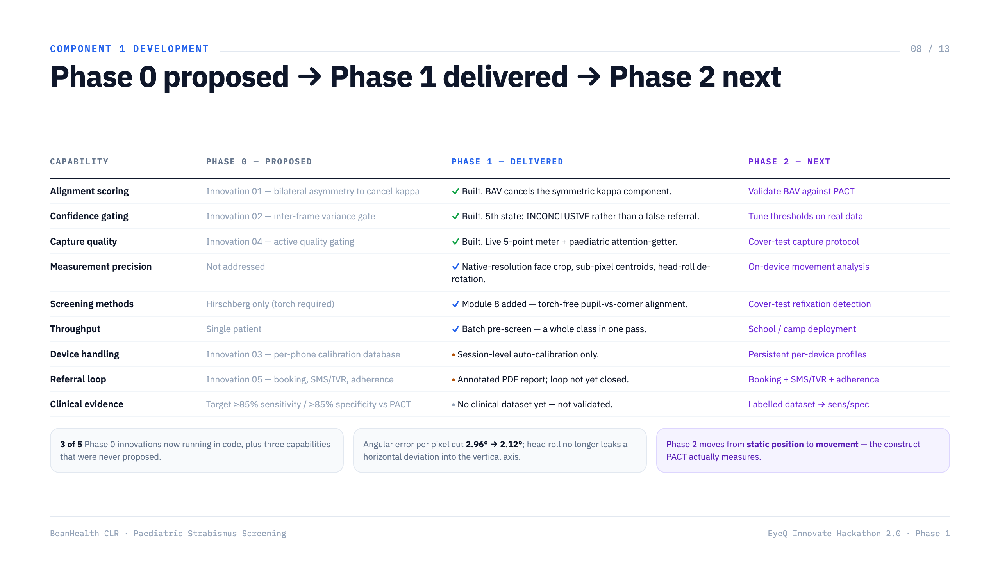 COMPONENT 1 DEVELOPMENT
08 / 13
Phase 0 proposed → Phase 1 delivered → Phase 2 next
CAPABILITY PHASE 0 — PROPOSED PHASE 1 — DELIVERED PHASE 2 — NEXT
Alignment scoring Innovation 01 — bilateral asymmetry to cancel kappa ✓ Built. BAV cancels the symmetric kappa component. Validate BAV against PACT
Confidence gating Innovation 02 — inter-frame variance gate ✓ Built. 5th state: INCONCLUSIVE rather than a false referral. Tune thresholds on real data
Capture quality Innovation 04 — active quality gating ✓ Built. Live 5-point meter + paediatric attention-getter. Cover-test capture protocol
Measurement precision Not addressed ✓ Native-resolution face crop, sub-pixel centroids, head-roll de- On-device movement analysis
rotation.
Screening methods Hirschberg only (torch required) ✓ Module 8 added — torch-free pupil-vs-corner alignment. Cover-test refixation detection
Throughput Single patient ✓ Batch pre-screen — a whole class in one pass. School / camp deployment
Device handling Innovation 03 — per-phone calibration database • Session-level auto-calibration only. Persistent per-device profiles
Referral loop Innovation 05 — booking, SMS/IVR, adherence • Annotated PDF report; loop not yet closed. Booking + SMS/IVR + adherence
Clinical evidence Target ≥85% sensitivity / ≥85% specificity vs PACT • No clinical dataset yet — not validated. Labelled dataset → sens/spec
3 of 5 Phase 0 innovations now running in code, plus three capabilities
that were never proposed.
Angular error per pixel cut 2.96° → 2.12°; head roll no longer leaks a
horizontal deviation into the vertical axis.
Phase 2 moves from static position to movement — the construct
PACT actually measures.
BeanHealth CLR · Paediatric Strabismus Screening
EyeQ Innovate Hackathon 2.0 · Phase 1